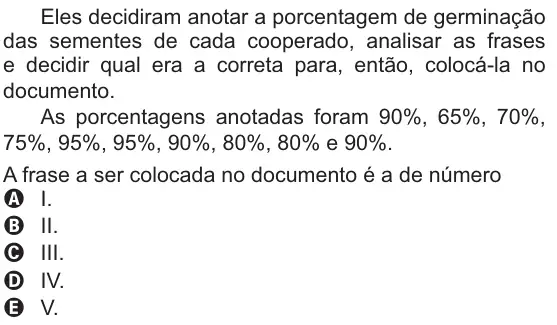 Eles decidiram anotar a porcentagem de germinação
das sementes de cada cooperado, analisar as frases
e decidir qual era a correta para, então, colocá-la no
documento.
As porcentagens anotadas foram 90%, 65%, 70%,
75%, 95%, 95%, 90%, 80%, 80% e 90%.
A frase a ser colocada no documento é a de número
A I.
B II.
C III.
D IV.
E V.